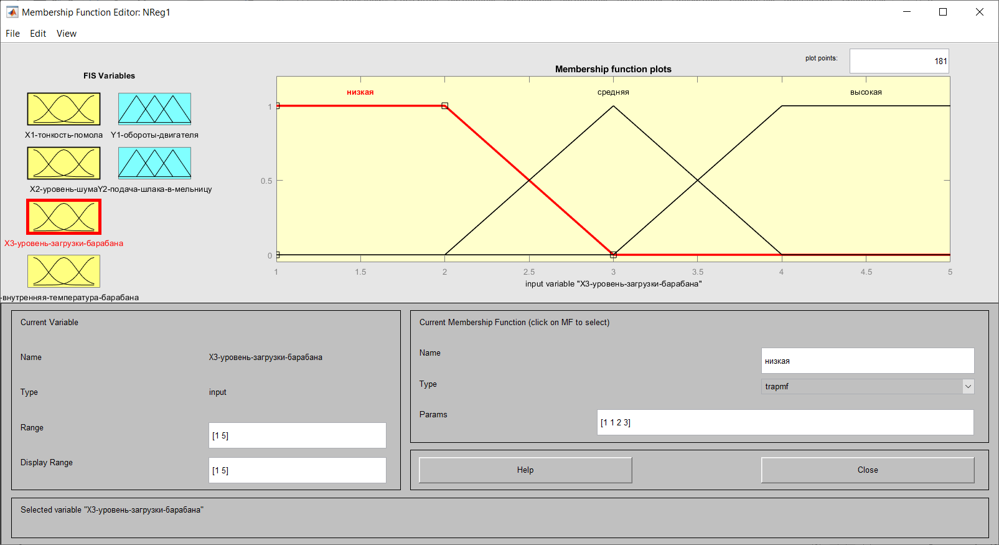 Membership Function Editor: NReg1
File Edit View
plot points:
181
FIS Variables
X1-тонкость-помола
Y1-обороты-двигателя
X2-уровень-шума
Y2-подача-шлака-в-мельницу
X3-уровень-загрузки-барабана
-внутренняя-температура-барабана
Membership function plots
низкая
средняя
высокая
1
0.5
0
1 1.5 2 2.5 3 3.5 4 4.5 5
input variable "X3-уровень-загрузки-барабана"
Current Variable
Name X3-уровень-загрузки-барабана
Type input
Range [1 5]
Display Range [1 5]
Current Membership Function (click on MF to select)
Name низкая
Type trapmf
Params [1 1 2 3]
Help Close
Selected variable "X3-уровень-загрузки-барабана"